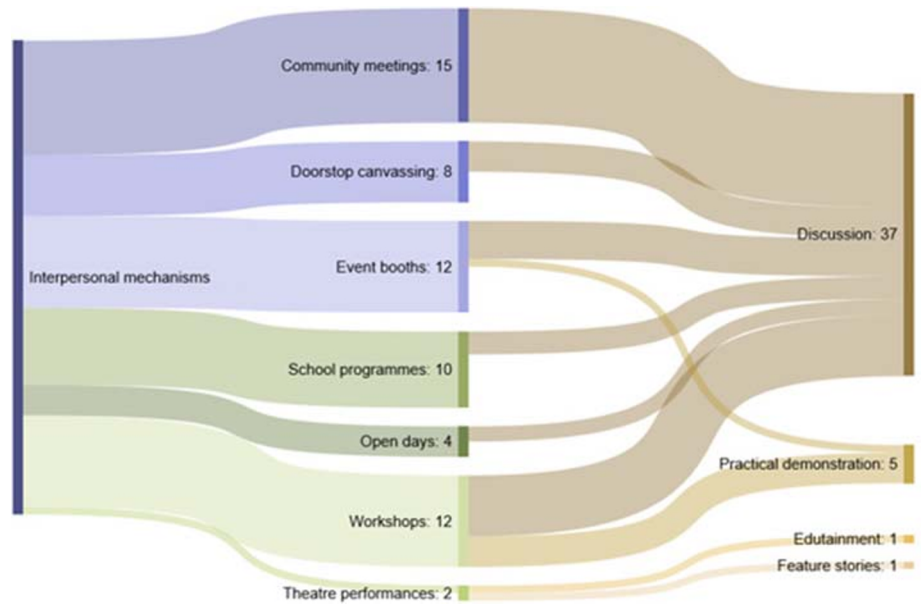 Interpersonal mechanisms
Community meetings: 15
Doorstop canvassing: 8
Event booths: 12
School programmes: 10
Open days: 4
Workshops: 12
Theatre performances: 2
Discussion: 37
Practical demonstration: 5
Edutainment: 1
Feature stories: 1